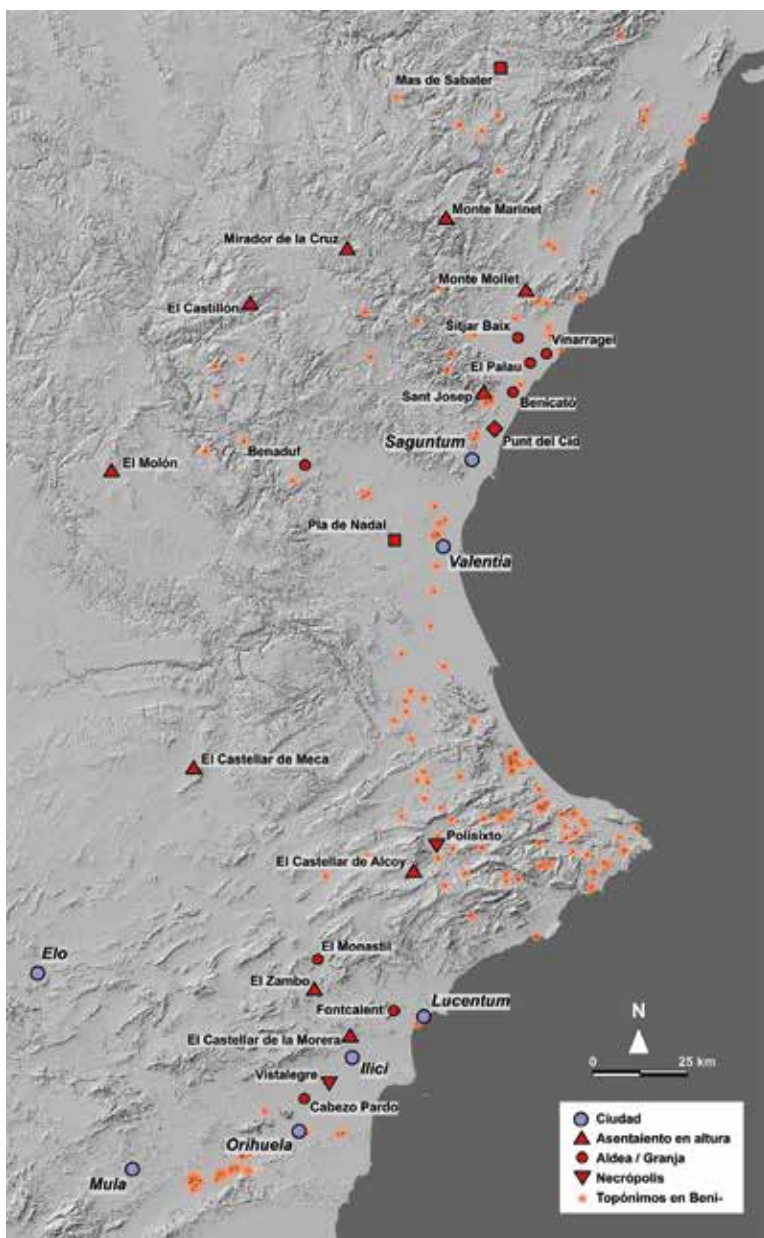 Mas de Sabater
Monte Marinet
Mirador de la Cruz
Monte Mollet
El Castillón
Sitjar Baix
Vinarragel
El Palau
Sant Josep
Benicató
Punt del Cid
Saguntum
Benaduf
El Molón
Pla de Nadal
Valentia
El Castellar de Meca
Polisixto
El Castellar de Alcoy
El Monastil
Elo
El Zambo
Fontcalent
Lucentum
El Castellar de la Morera
Ilici
Vistalegre
Cabezo Pardo
Orihuela
Mula
N
0 25 km
Ciudad
Asentaiento en altura
Aldea / Granja
Necrópolis
Topónimos en Beni-